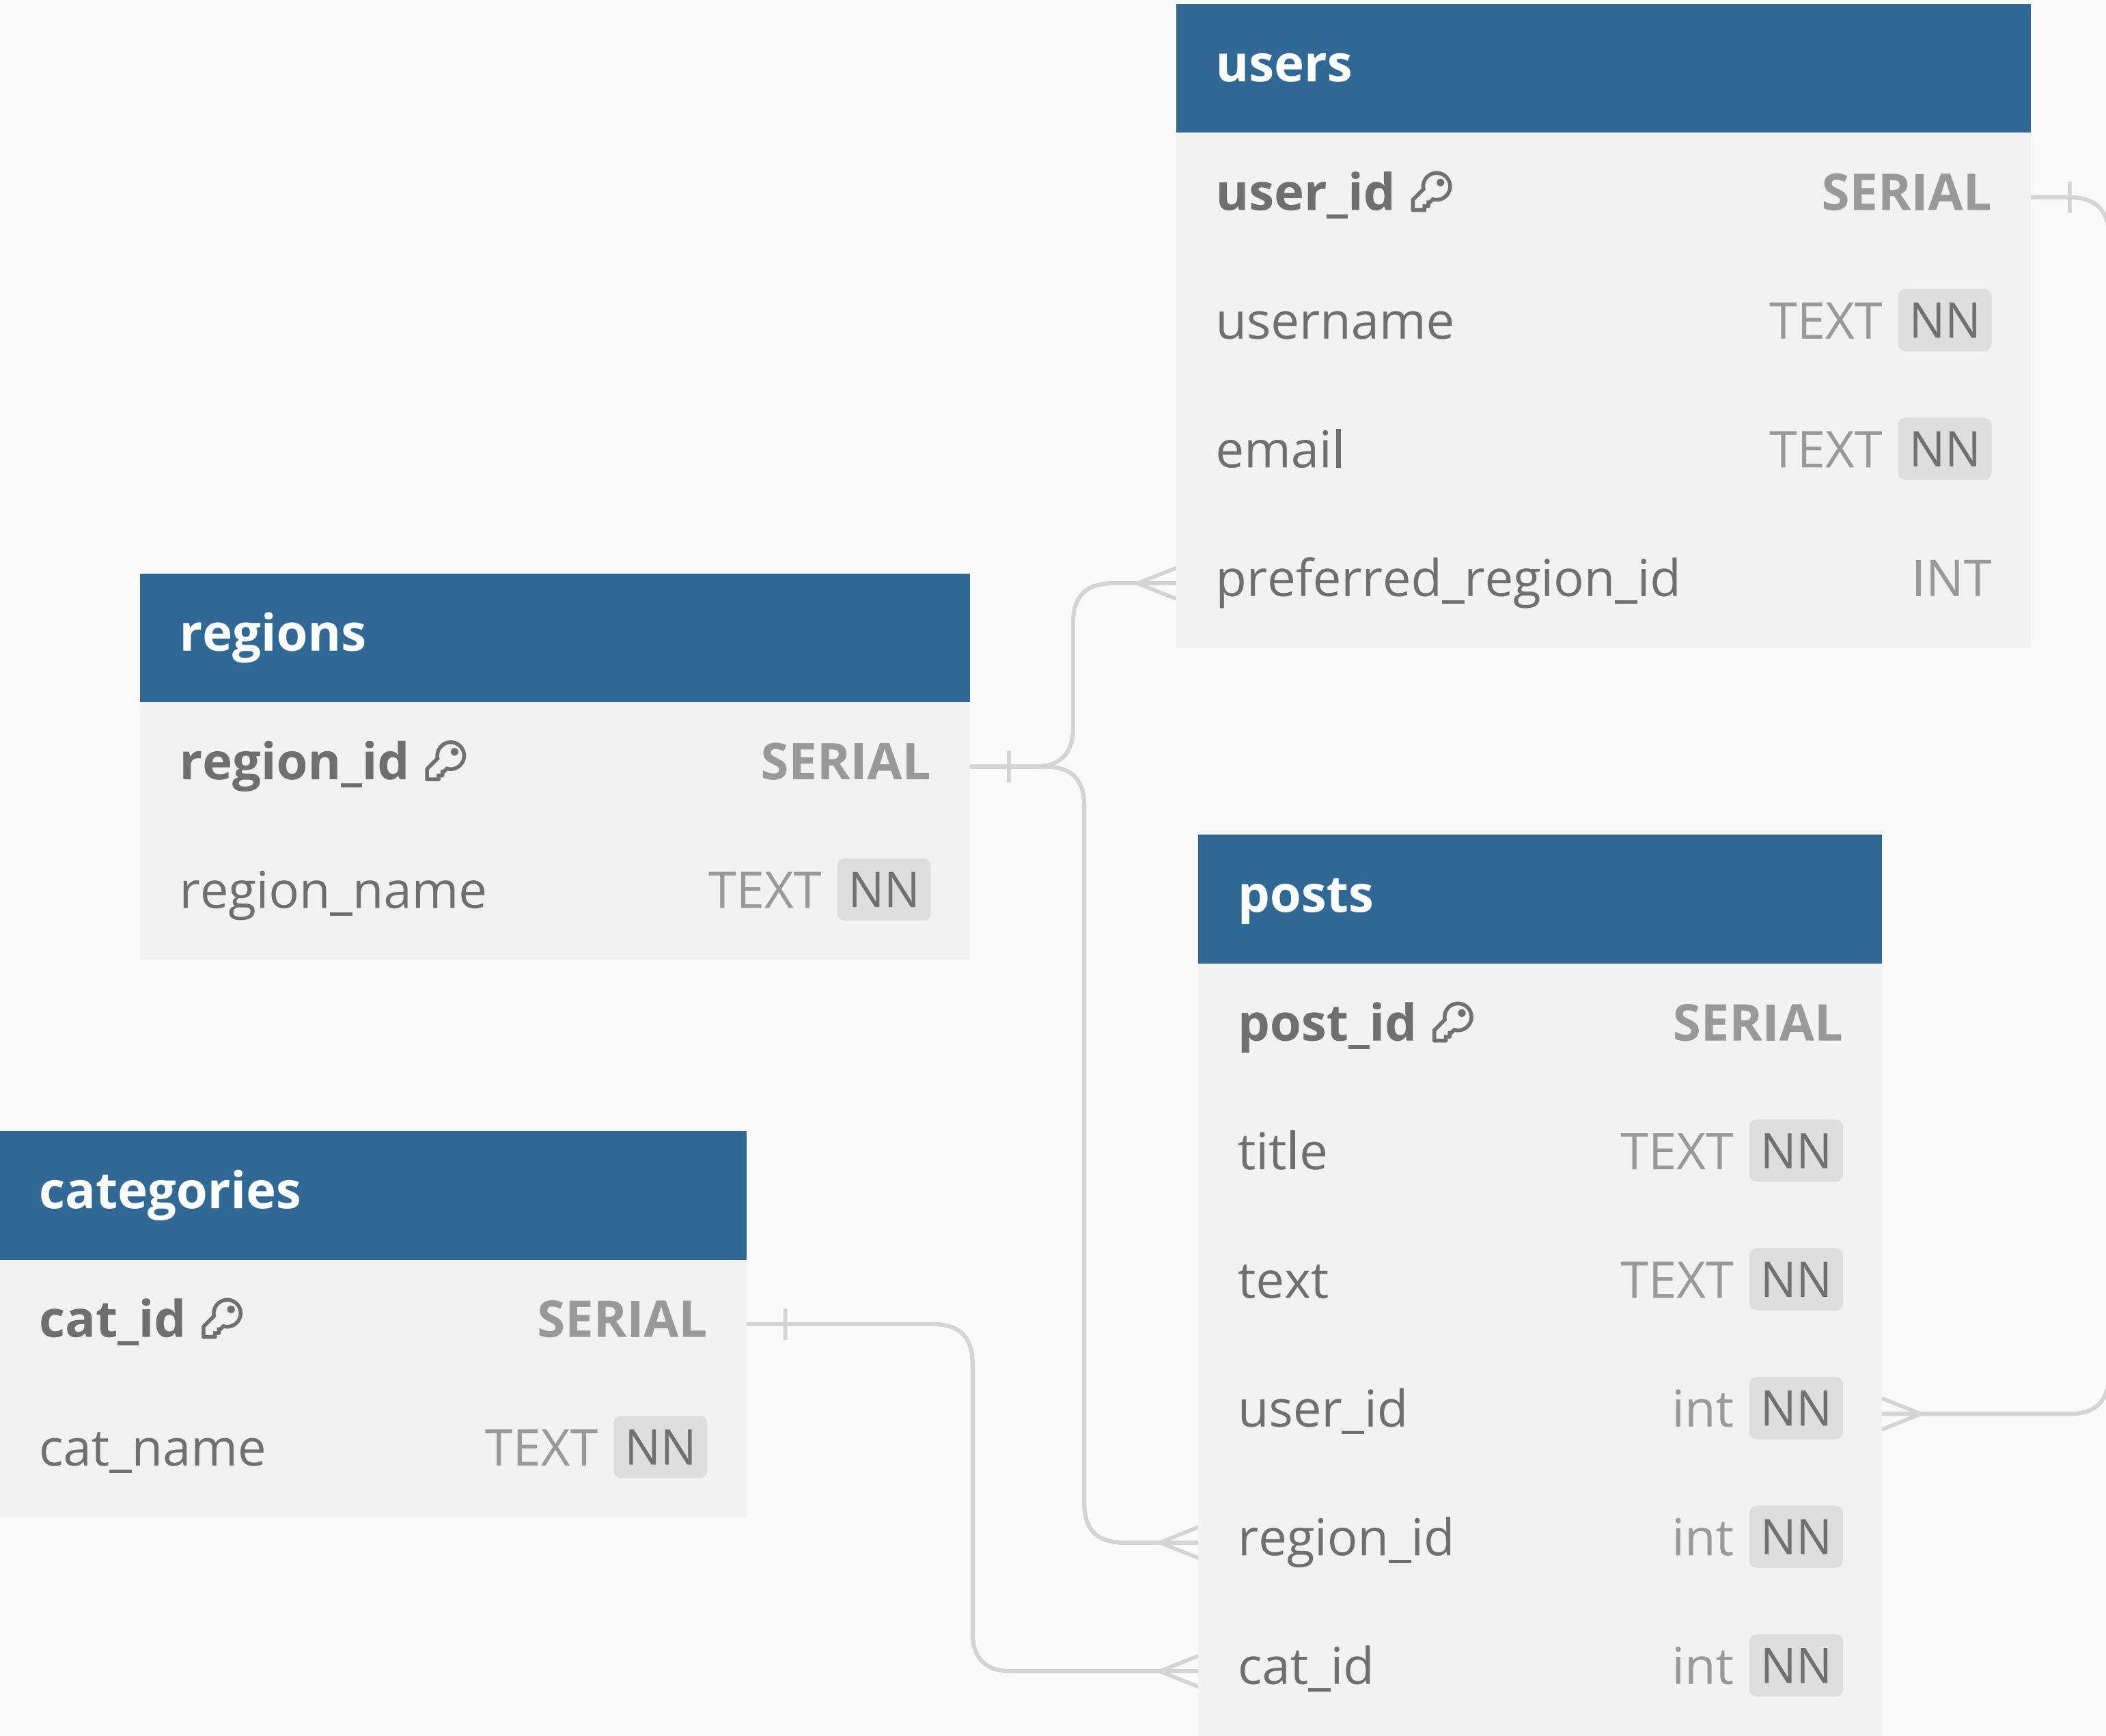 users
user_id SERIAL
username TEXT NN
email TEXT NN
preferred_region_id INT
regions
region_id SERIAL
region_name TEXT NN
posts
post_id SERIAL
title TEXT NN
text TEXT NN
user_id int NN
region_id int NN
cat_id int NN
categories
cat_id SERIAL
cat_name TEXT NN